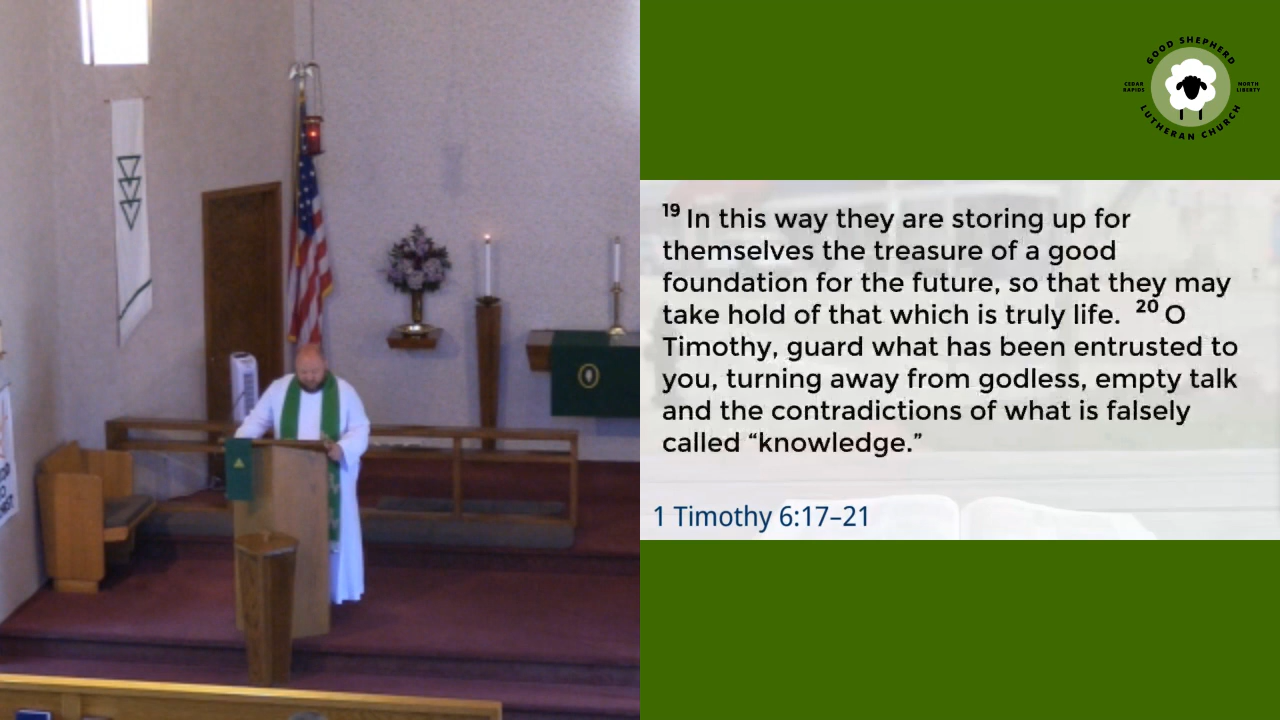 GOOD SHEPHERD
CEDAR RAPIDS
NORTH LIBERTY
LUTHERAN CHURCH
19 In this way they are storing up for
themselves the treasure of a good
foundation for the future, so that they may
take hold of that which is truly life. 20 O
Timothy, guard what has been entrusted to
you, turning away from godless, empty talk
and the contradictions of what is falsely
called “knowledge.”
1 Timothy 6:17–21